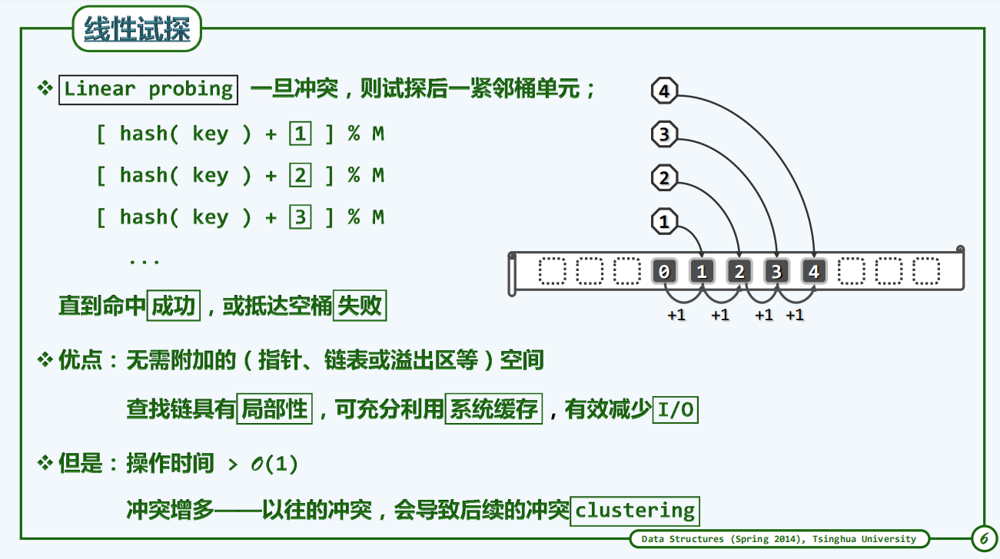 线性试探
❖ Linear probing 一旦冲突，则试探后一紧邻桶单元；
[ hash( key ) + 1 ] % M
[ hash( key ) + 2 ] % M
[ hash( key ) + 3 ] % M
...
直到命中成功，或抵达空桶失败
4
3
2
1
0 1 2 3 4
+1 +1 +1 +1
❖ 优点：无需附加的（指针、链表或溢出区等）空间
查找链具有局部性，可充分利用系统缓存，有效减少I/O
❖ 但是：操作时间 > O(1)
冲突增多——以往的冲突，会导致后续的冲突clustering
Data Structures (Spring 2014), Tsinghua University
6